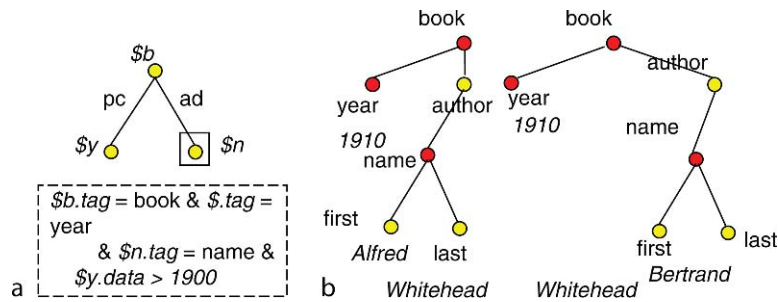 $b
pc ad
$y $n
$b.tag = book & $.tag =
year
& $n.tag = name &
$y.data > 1900
a
book
year author
1910
name
first
Alfred last
Whitehead
book
author
year
1910
name
first last
Bertrand
Whitehead
b